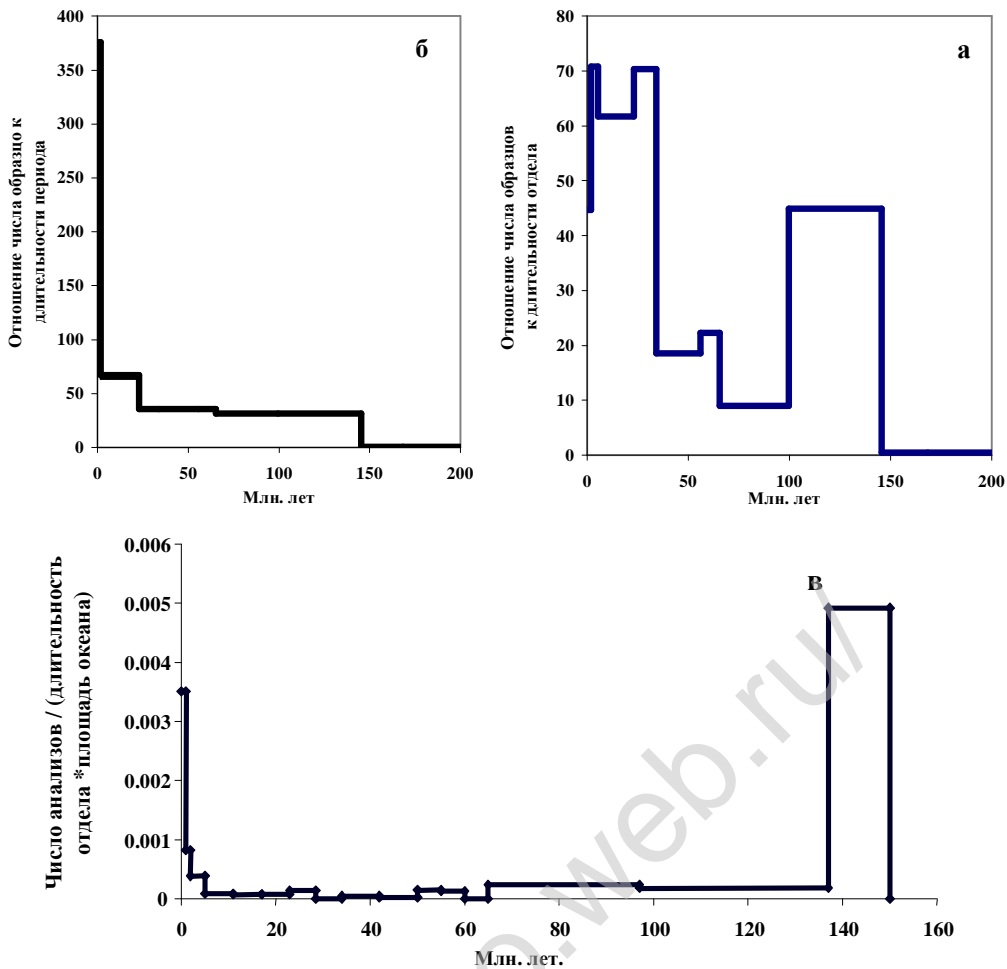 б
Отношение числа образцо к
длительности периода
400
350
300
250
200
150
100
50
0
0 50 100 150 200
Млн. лет
а
Отношение числа образцов
к длительности отдела
80
70
60
50
40
30
20
10
0
0 50 100 150 200
Млн. лет
в
Число анализов / (длительность
отдела *площадь океана)
0.006
0.005
0.004
0.003
0.002
0.001
0
0 20 40 60 80 100 120 140 160
Млн. лет.
.web.ru/